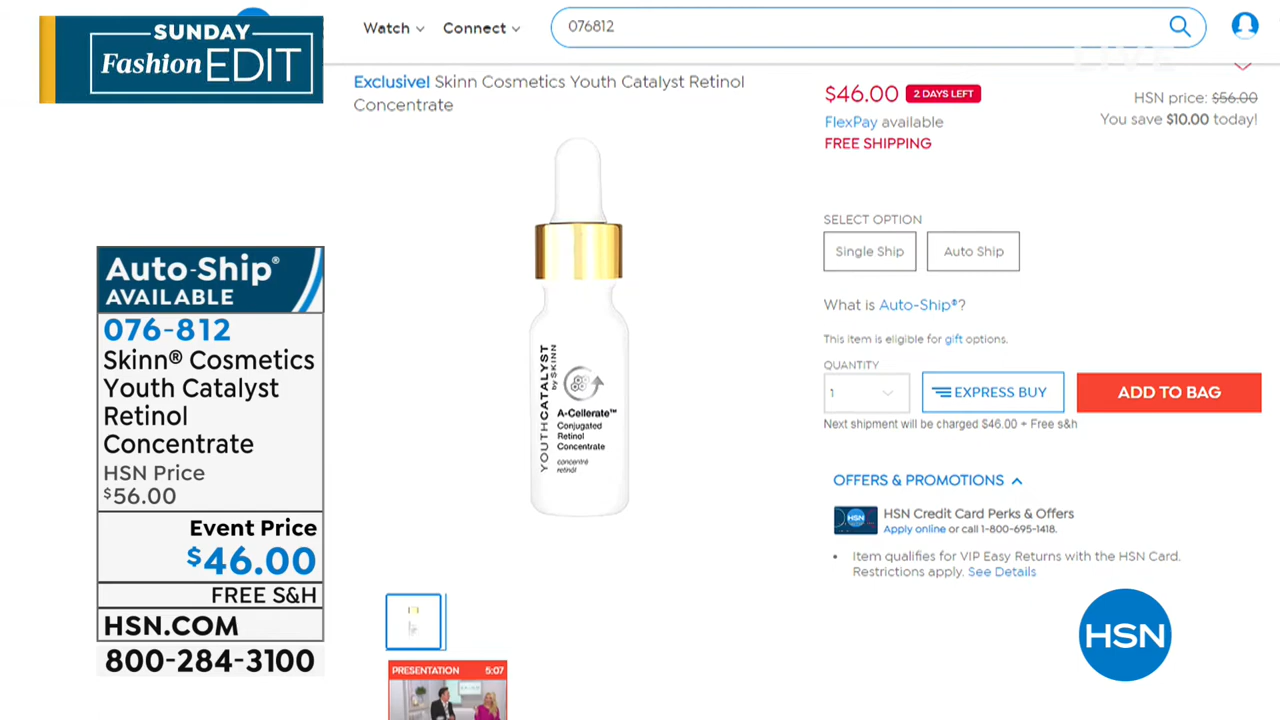 SUNDAY
Fashion EDIT
Watch
Connect
076812
LIVE
Exclusive! Skinn Cosmetics Youth Catalyst Retinol
Concentrate
$46.00
2 DAYS LEFT
HSN price: $56.00
FlexPay available
You save $10.00 today!
FREE SHIPPING
SELECT OPTION
Single Ship
Auto Ship
What is Auto-Ship®?
This item is eligible for gift options.
QUANTITY
1
EXPRESS BUY
ADD TO BAG
Next shipment will be charged $46.00 + Free s&h
OFFERS & PROMOTIONS
HSN
HSN Credit Card Perks & Offers
Apply online or call 1-800-695-1418.
• Item qualifies for VIP Easy Returns with the HSN Card.
Restrictions apply. See Details
YOUTHCATALYST
by SKINN
A-Cellerate™
Conjugated
Retinol
Concentrate
concentré
retinól
Auto-Ship®
AVAILABLE
076-812
Skinn® Cosmetics
Youth Catalyst
Retinol
Concentrate
HSN Price
$56.00
Event Price
$46.00
FREE S&H
HSN.COM
800-284-3100
PRESENTATION 5:07
HSN